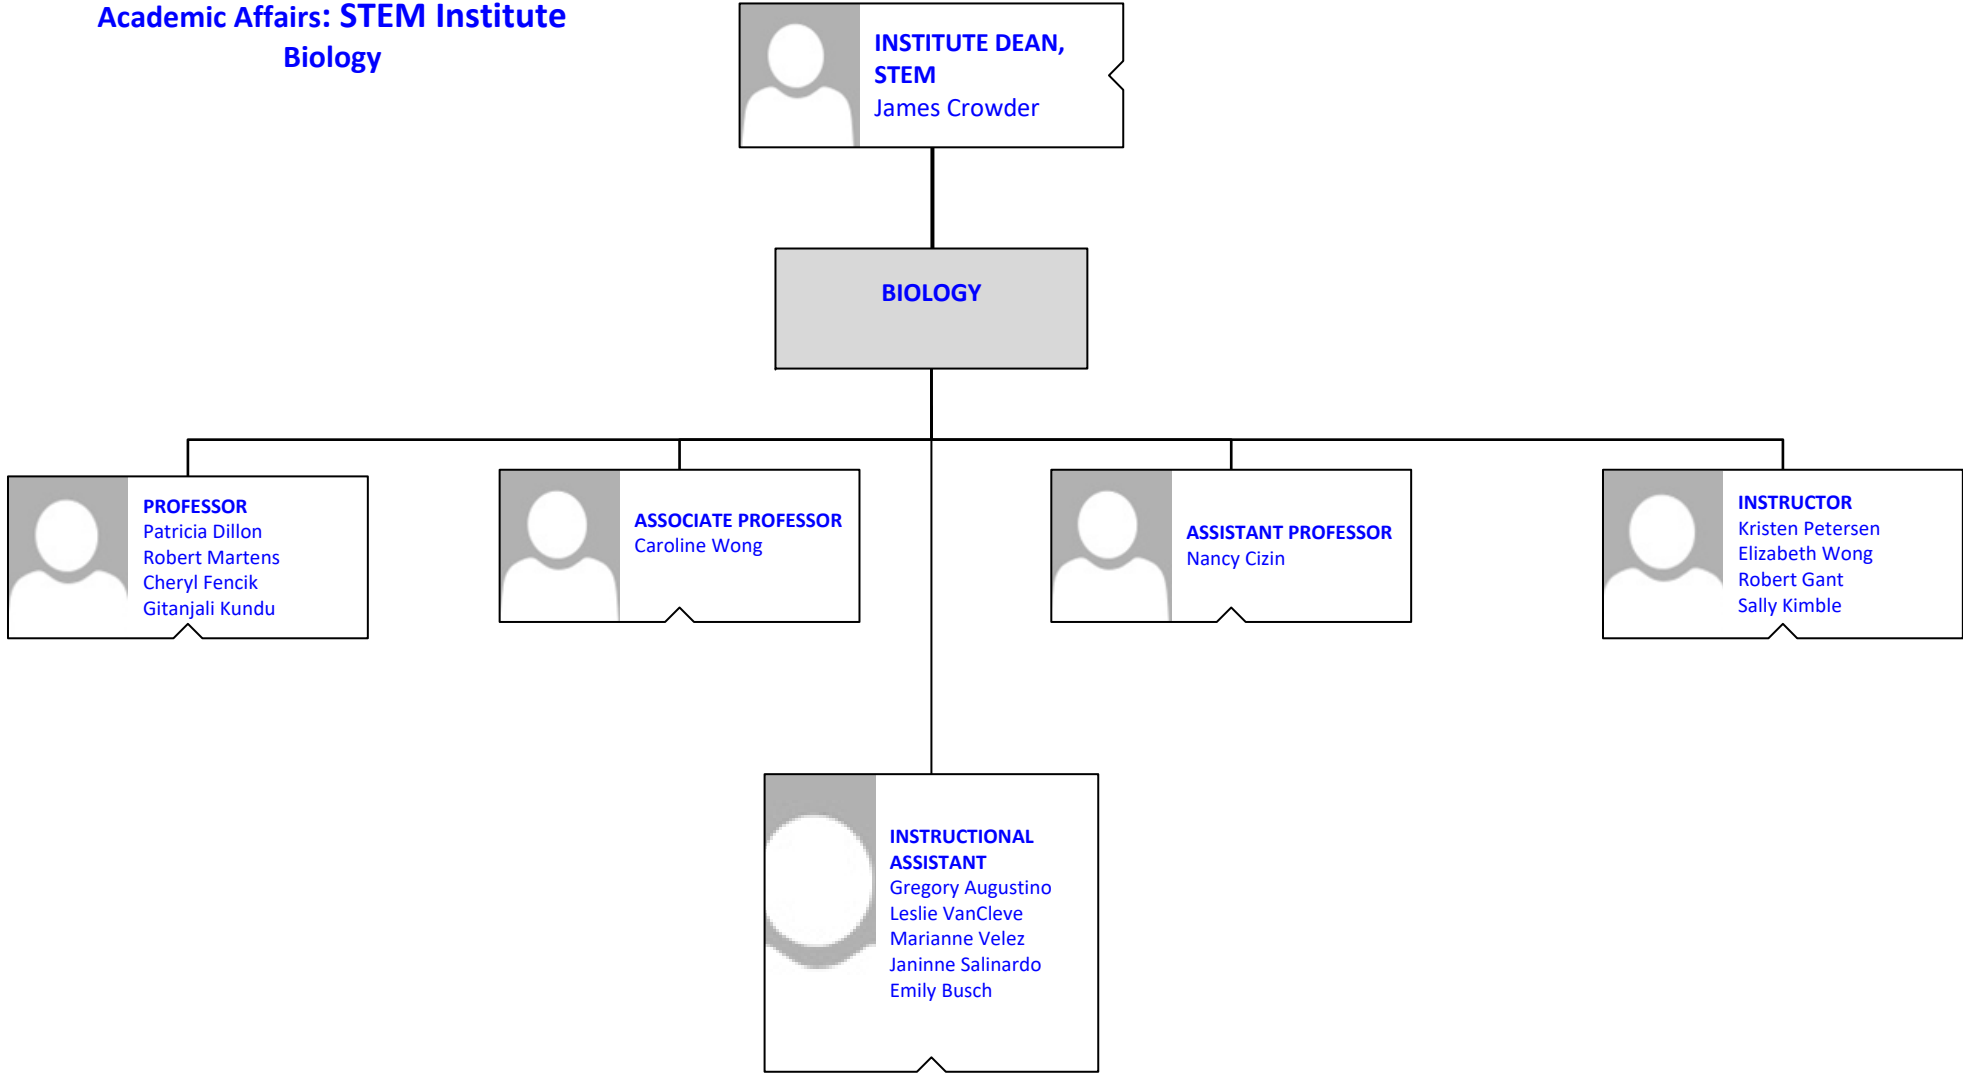 Academic Affairs: STEM Institute
Biology
INSTITUTE DEAN,
STEM
James Crowder
BIOLOGY
PROFESSOR
Patricia Dillon
Robert Martens
Cheryl Fencik
Gitanjali Kundu
ASSOCIATE PROFESSOR
Caroline Wong
ASSISTANT PROFESSOR
Nancy Cizin
INSTRUCTOR
Kristen Petersen
Elizabeth Wong
Robert Gant
Sally Kimble
INSTRUCTIONAL
ASSISTANT
Gregory Augustino
Leslie VanCleve
Marianne Velez
Janinne Salinardo
Emily Busch